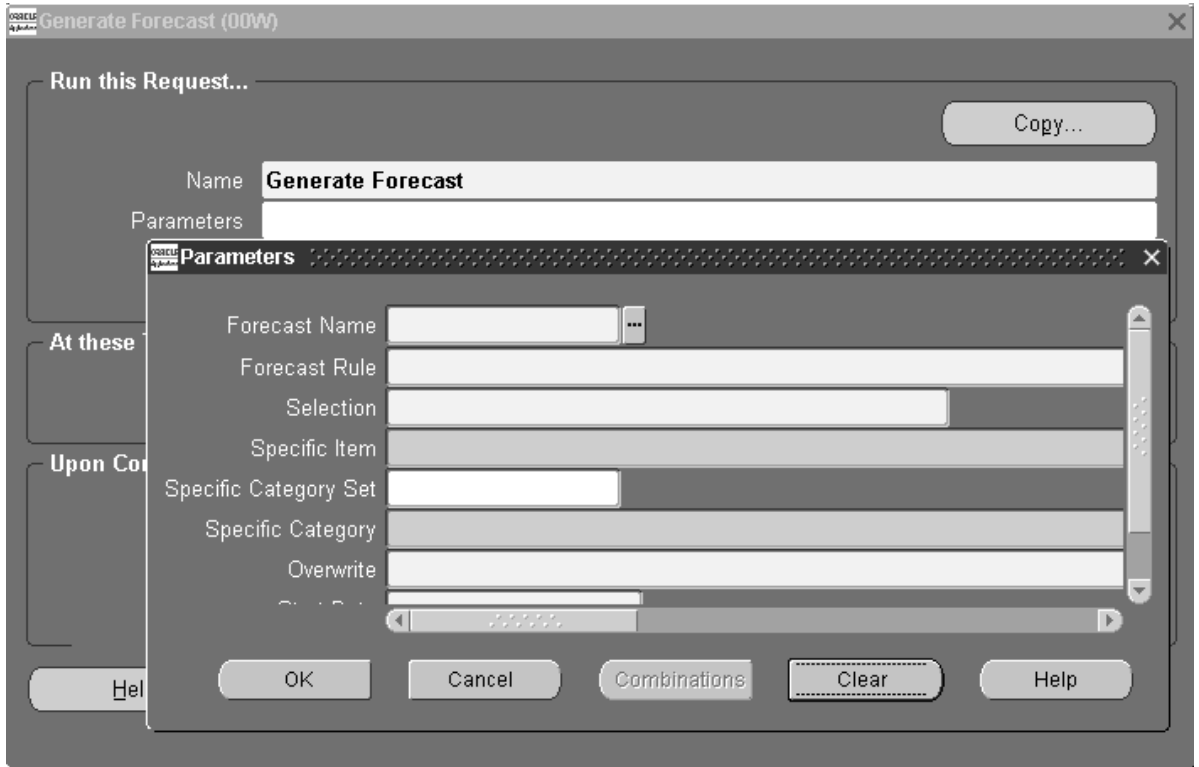 Generate Forecast (00W)
Run this Request...
Copy...
Name Generate Forecast
Parameters
Parameters
Forecast Name
Forecast Rule
At these
Selection
Specific Item
Upon Cor
Specific Category Set
Specific Category
Overwrite
OK Cancel Combinations Clear Help
Hel